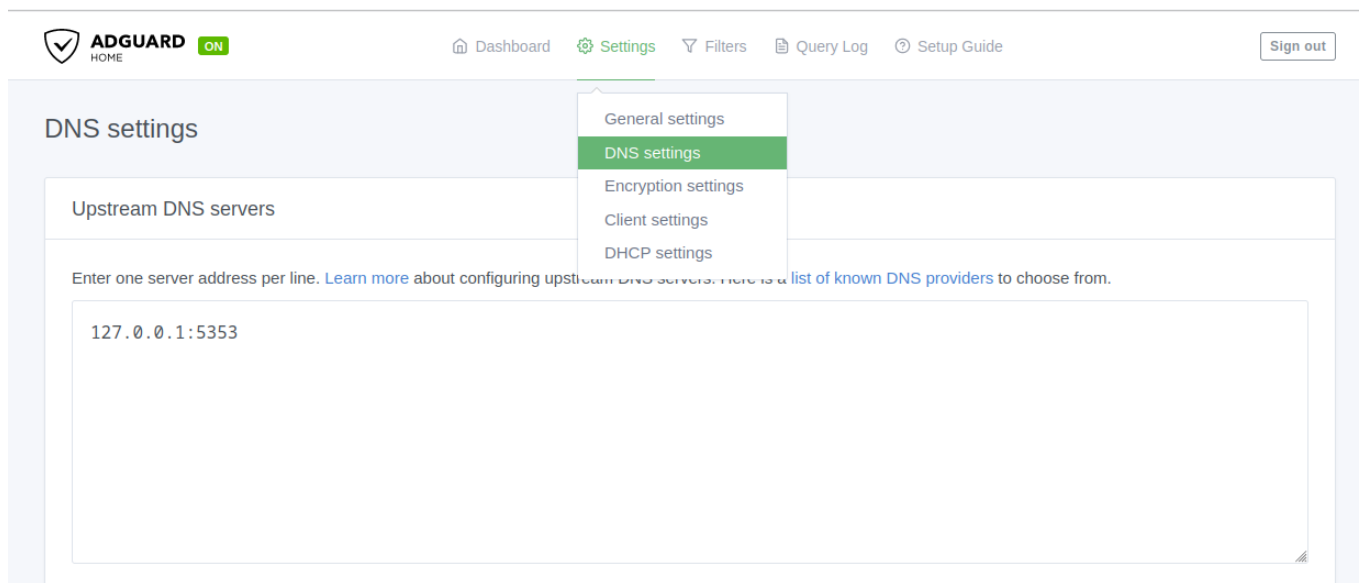 ADGUARD ON
HOME
Dashboard Settings Filters Query Log Setup Guide Sign out
General settings
DNS settings
Encryption settings
Client settings
DHCP settings
DNS settings
Upstream DNS servers
Enter one server address per line. Learn more about configuring upstream DNS servers. Here is a list of known DNS providers to choose from.
127.0.0.1:5353